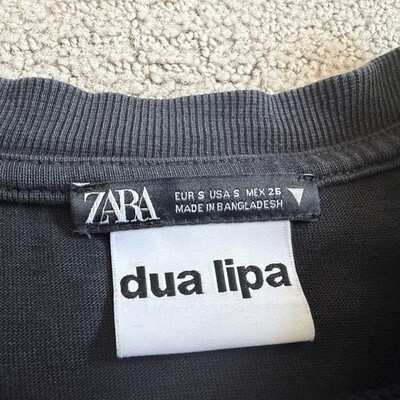 ZARA
EUR S USA S MEX 26
MADE IN BANGLADESH
dua lipa